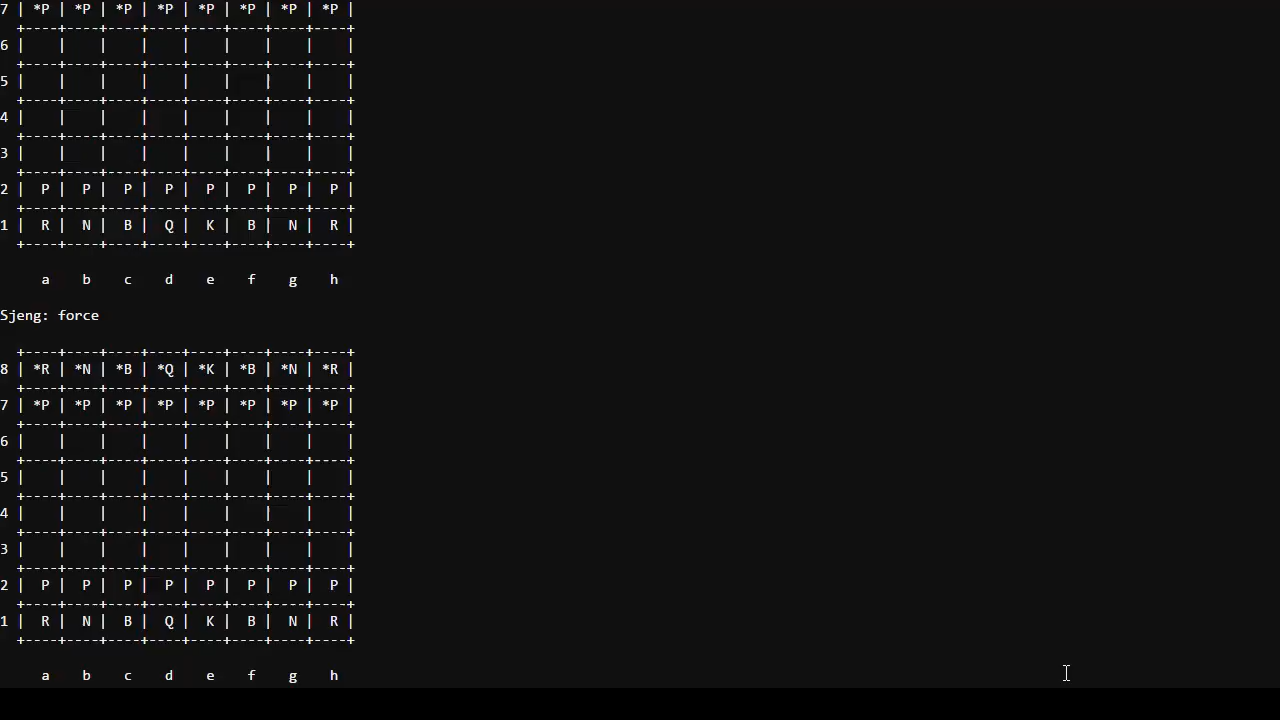 7 | *P | *P | *P | *P | *P | *P | *P | *P |
  +----+----+----+----+----+----+----+----+
6 |    |    |    |    |    |    |    |    |
  +----+----+----+----+----+----+----+----+
5 |    |    |    |    |    |    |    |    |
  +----+----+----+----+----+----+----+----+
4 |    |    |    |    |    |    |    |    |
  +----+----+----+----+----+----+----+----+
3 |    |    |    |    |    |    |    |    |
  +----+----+----+----+----+----+----+----+
2 |  P |  P |  P |  P |  P |  P |  P |  P |
  +----+----+----+----+----+----+----+----+
1 |  R |  N |  B |  Q |  K |  B |  N |  R |
  +----+----+----+----+----+----+----+----+
     a    b    c    d    e    f    g    h
Sjeng: force
  +----+----+----+----+----+----+----+----+
8 | *R | *N | *B | *Q | *K | *B | *N | *R |
  +----+----+----+----+----+----+----+----+
7 | *P | *P | *P | *P | *P | *P | *P | *P |
  +----+----+----+----+----+----+----+----+
6 |    |    |    |    |    |    |    |    |
  +----+----+----+----+----+----+----+----+
5 |    |    |    |    |    |    |    |    |
  +----+----+----+----+----+----+----+----+
4 |    |    |    |    |    |    |    |    |
  +----+----+----+----+----+----+----+----+
3 |    |    |    |    |    |    |    |    |
  +----+----+----+----+----+----+----+----+
2 |  P |  P |  P |  P |  P |  P |  P |  P |
  +----+----+----+----+----+----+----+----+
1 |  R |  N |  B |  Q |  K |  B |  N |  R |
  +----+----+----+----+----+----+----+----+
     a    b    c    d    e    f    g    h